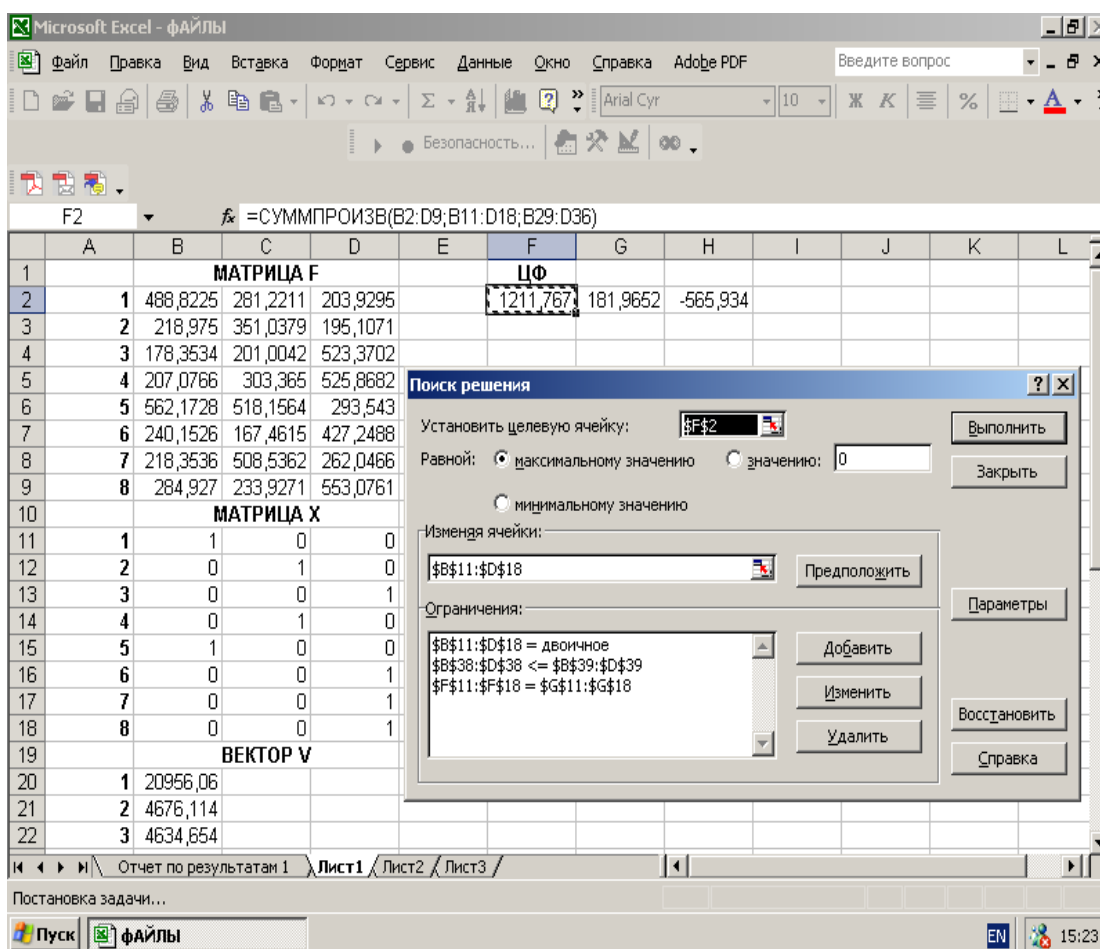 Microsoft Excel - фАЙЛЫ
Файл Правка Вид Вставка Формат Сервис Данные Окно Справка Adobe PDF Введите вопрос
Arial Cyr 10 Ж К %
Безопасность...
F2 fx =СУММПРОИЗВ(B2:D9;B11:D18;B29:D36)
A B C D E F G H I J K L
1 МАТРИЦА F ЦФ
2 1 488,8225 281,2211 203,9295 1211,767 181,9652 -565,934
3 2 218,975 351,0379 195,1071
4 3 178,3534 201,0042 523,3702
5 4 207,0766 303,365 525,8682
6 5 562,1728 518,1564 293,543
7 6 240,1526 167,4615 427,2488
8 7 218,3536 508,5362 262,0466
9 8 284,927 233,9271 553,0761
10 МАТРИЦА X
11 1 1 0 0
12 2 0 1 0
13 3 0 0 1
14 4 0 1 0
15 5 1 0 0
16 6 0 0 1
17 7 0 0 1
18 8 0 0 1
19 ВЕКТОР V
20 1 20956,06
21 2 4676,114
22 3 4634,654
Поиск решения
Установить целевую ячейку: $F$2 Выполнить
Равной: максимальному значению значению: 0 Закрыть
минимальному значению
Изменяя ячейки:
$B$11:$D$18 Предположить
Параметры
Ограничения:
$B$11:$D$18 = двоичное Добавить
$B$38:$D$38 <= $B$39:$D$39
$F$11:$F$18 = $G$11:$G$18 Изменить
Восстановить
Удалить
Справка
Отчет по результатам 1 Лист1 Лист2 Лист3
Постановка задачи...
Пуск фАЙЛЫ EN 15:23